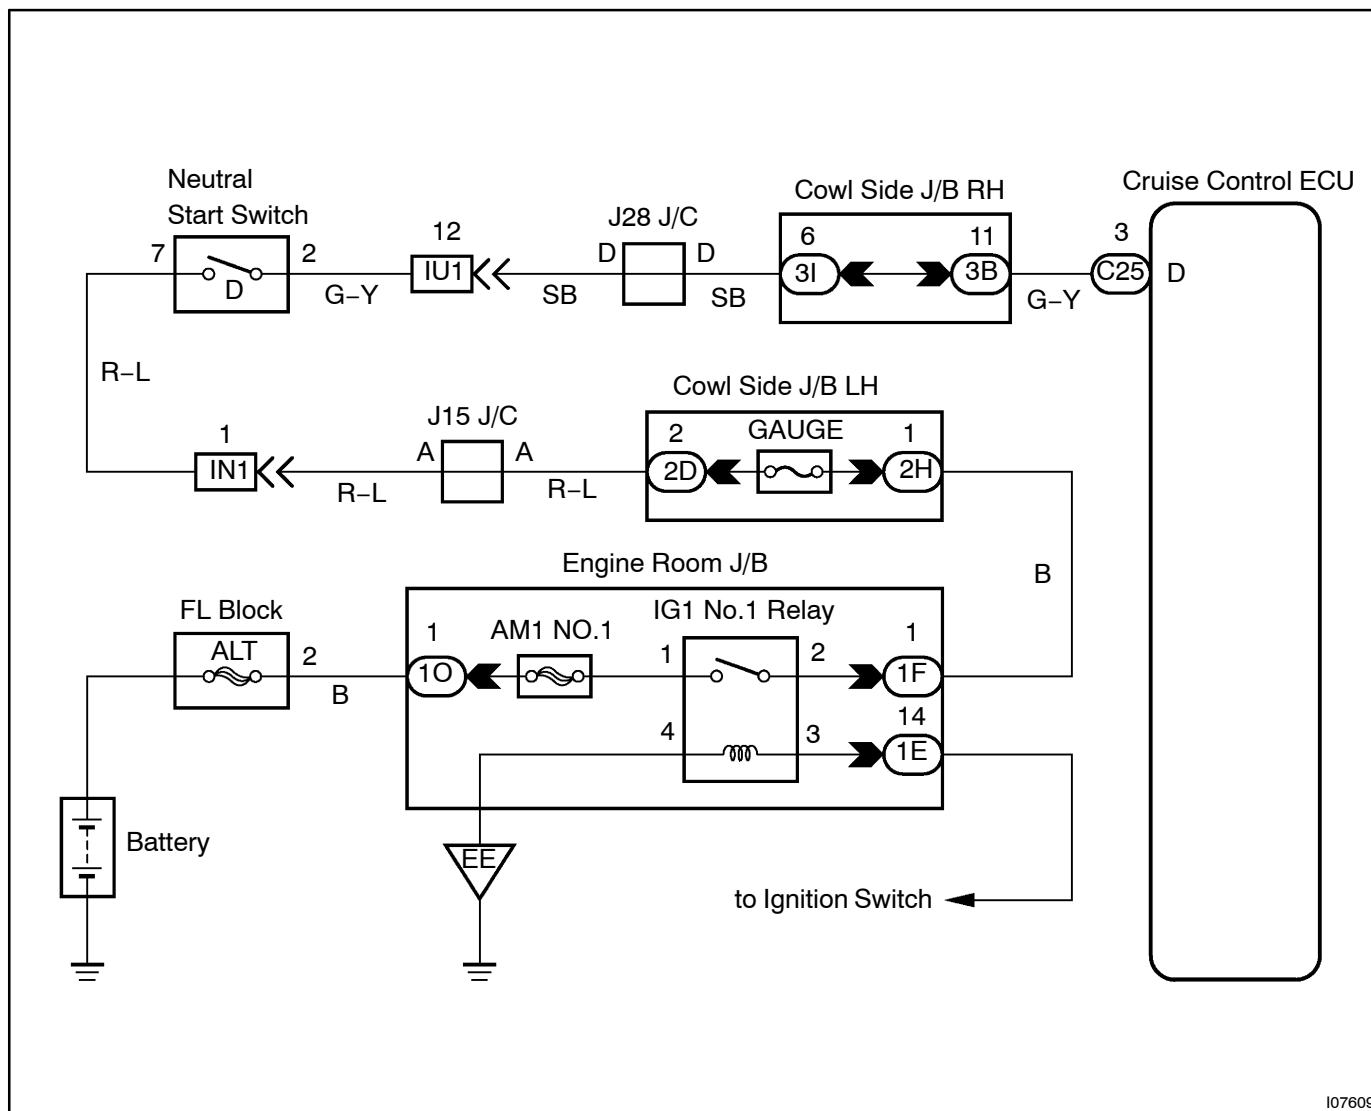 Neutral
Start Switch
7
2
D
G–Y
12
IU1
SB
J28 J/C
D
D
SB
Cowl Side J/B RH
6
11
3I
3B
G–Y
3
C25
Cruise Control ECU
D
R–L
1
IN1
R–L
J15 J/C
A
A
R–L
Cowl Side J/B LH
2
GAUGE
1
2D
2H
B
FL Block
ALT
2
B
Engine Room J/B
1
AM1 NO.1
IG1 No.1 Relay
1
2
1
1O
1F
4
3
14
1E
Battery
EE
to Ignition Switch
I07609